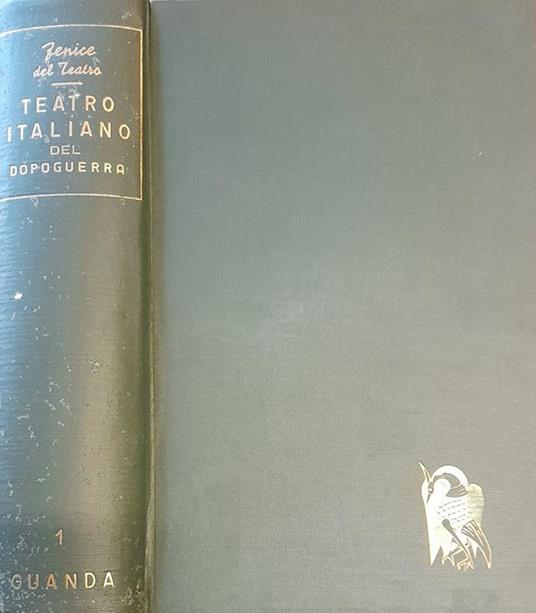 Fenice
del Teatro
TEATRO
ITALIANO
DEL
DOPOGUERRA
1
GUANDA